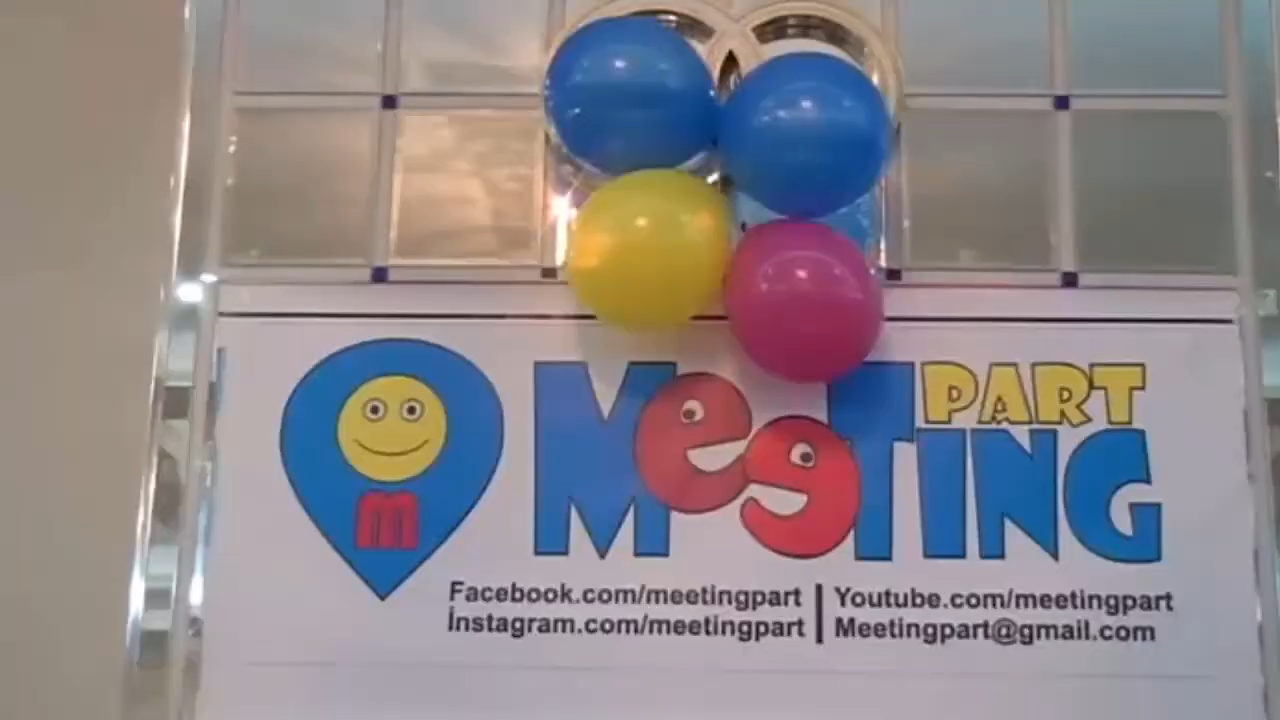 m
MeeTING
PART
Facebook.com/meetingpart | Youtube.com/meetingpart
İnstagram.com/meetingpart | Meetingpart@gmail.com